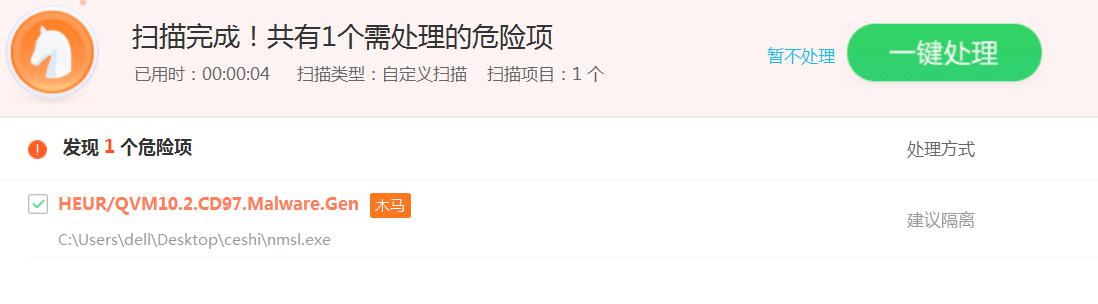 扫描完成！共有1个需处理的危险项
已用时：00:00:04 扫描类型：自定义扫描 扫描项目：1 个
暂不处理 一键处理
发现 1 个危险项 处理方式
HEUR/QVM10.2.CD97.Malware.Gen 木马
建议隔离
C:\Users\dell\Desktop\ceshi\nmsl.exe